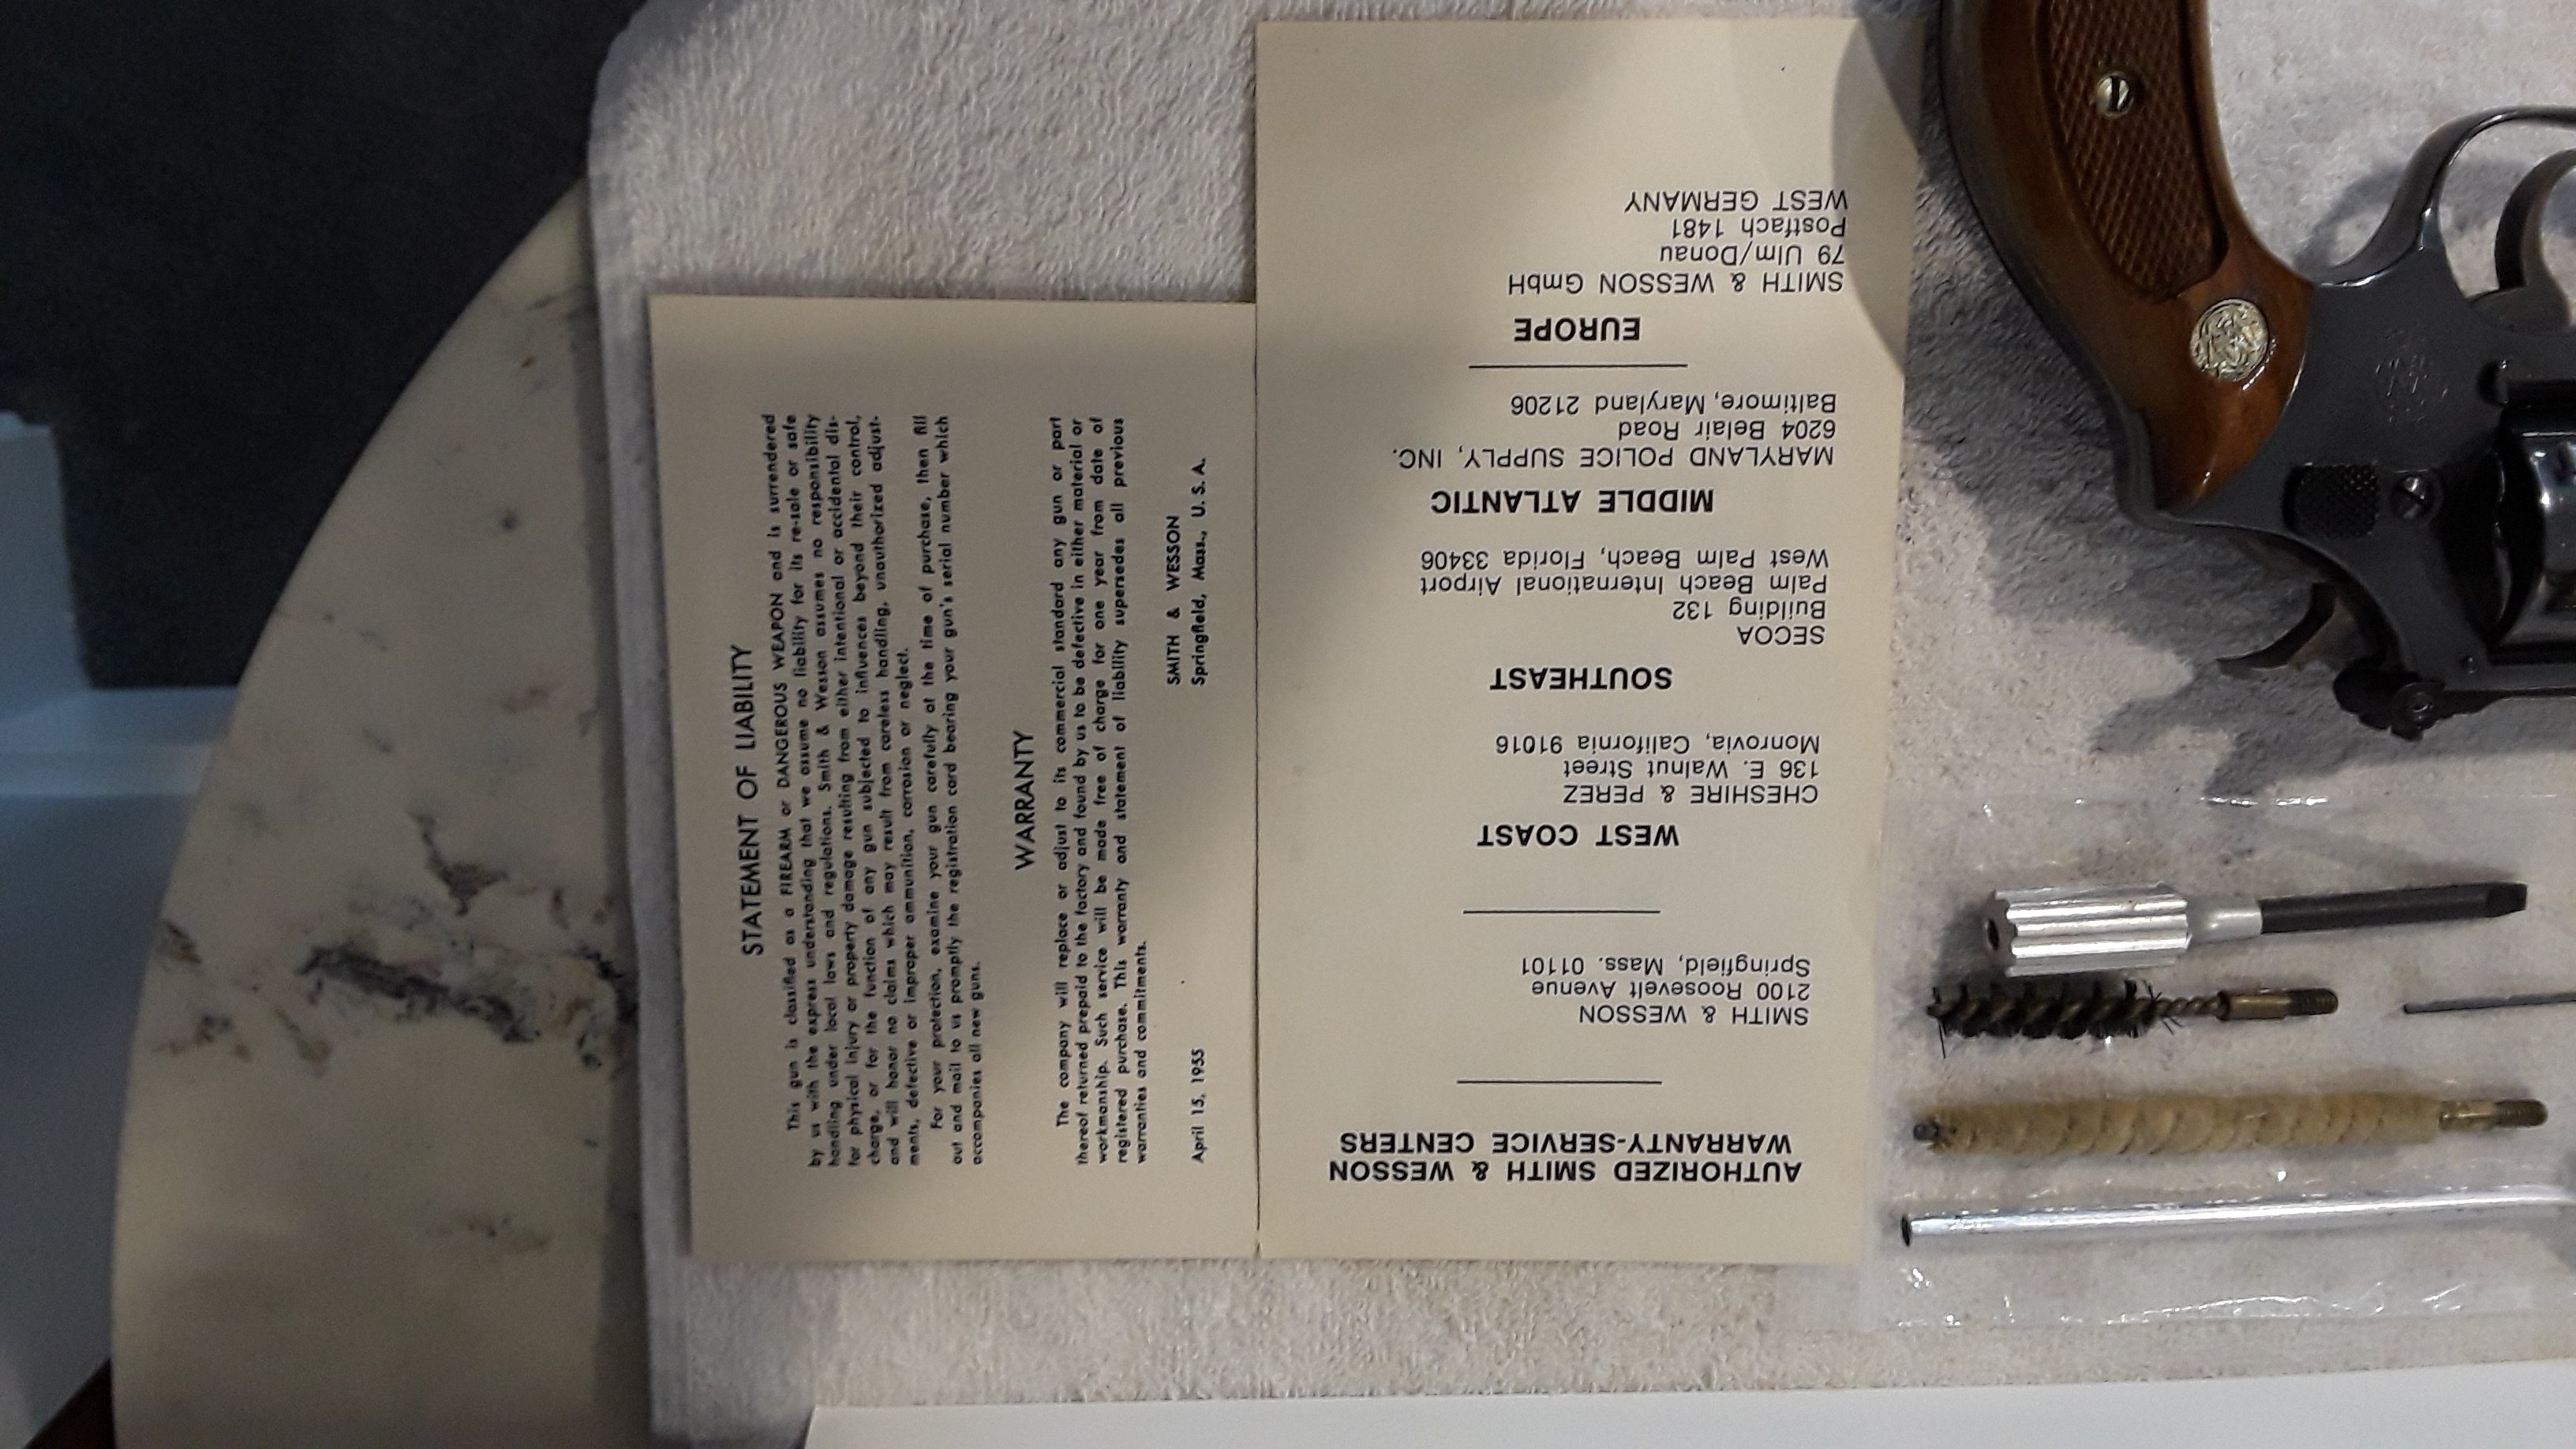 STATEMENT OF LIABILITY
This gun is classified as a FIREARM or DANGEROUS WEAPON and is surrendered
by us with the express understanding that we assume no liability for its re-sale or safe
handling under local laws and regulations. Smith & Wesson assumes no responsibility
for physical injury or property damage resulting from either intentional or accidental dis-
charge, or for the function of any gun subjected to influences beyond their control,
and will honor no claims which may result from careless handling, unauthorized adjust-
ments, defective or improper ammunition, corrosion or neglect.
For your protection, examine your gun carefully at the time of purchase, then fill
out and mail to us promptly the registration card bearing your gun's serial number which
accompanies all new guns.
WARRANTY
The company will replace or adjust to its commercial standard any gun or part
thereof returned prepaid to the factory and found by us to be defective in either material or
workmanship. Such service will be made free of charge for one year from date of
registered purchase. This warranty and statement of liability supersedes all previous
warranties and commitments.
SMITH & WESSON
April 15, 1955 Springfield, Mass., U. S. A.
AUTHORIZED SMITH & WESSON
WARRANTY-SERVICE CENTERS
SMITH & WESSON
2100 Roosevelt Avenue
Springfield, Mass. 01101
WEST COAST
CHESHIRE & PEREZ
136 E. Walnut Street
Monrovia, California 91016
SOUTHEAST
SECOA
Building 132
Palm Beach International Airport
West Palm Beach, Florida 33406
MIDDLE ATLANTIC
MARYLAND POLICE SUPPLY, INC.
6204 Belair Road
Baltimore, Maryland 21206
EUROPE
SMITH & WESSON GmbH
79 Ulm/Donau
Postfach 1481
WEST GERMANY